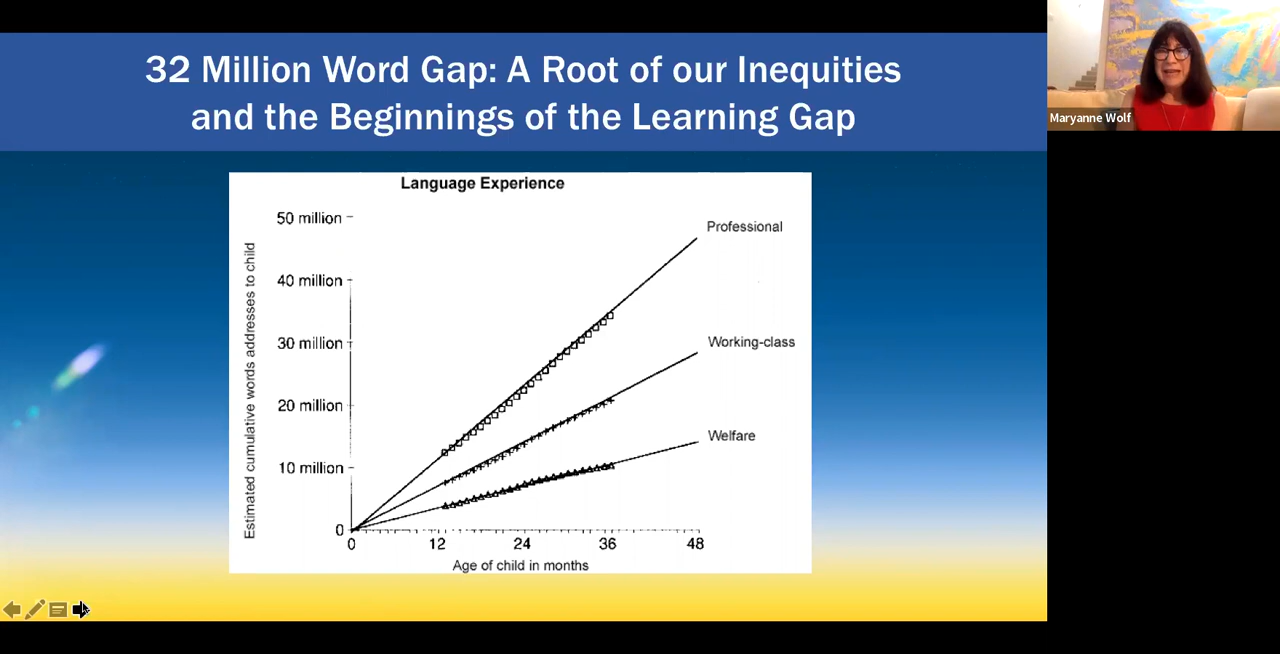 32 Million Word Gap: A Root of our Inequities
and the Beginnings of the Learning Gap
Maryanne Wolf
Language Experience
50 million
40 million
30 million
20 million
10 million
0
Estimated cumulative words addresses to child
Professional
Working-class
Welfare
0 12 24 36 48
Age of child in months